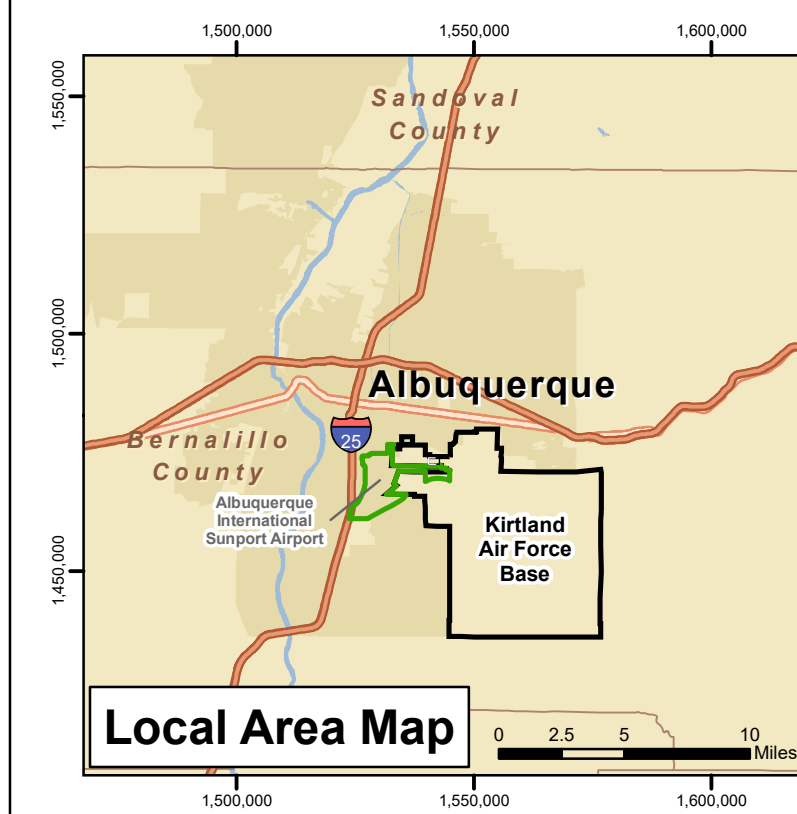 1,500,000 1,550,000 1,600,000
1,550,000
Sandoval
County
1,500,000
Albuquerque
25
Bernalillo
County
Albuquerque
International
Sunport Airport
Kirtland
Air Force
Base
1,450,000
Local Area Map
0 2.5 5 10
Miles
1,500,000 1,550,000 1,600,000